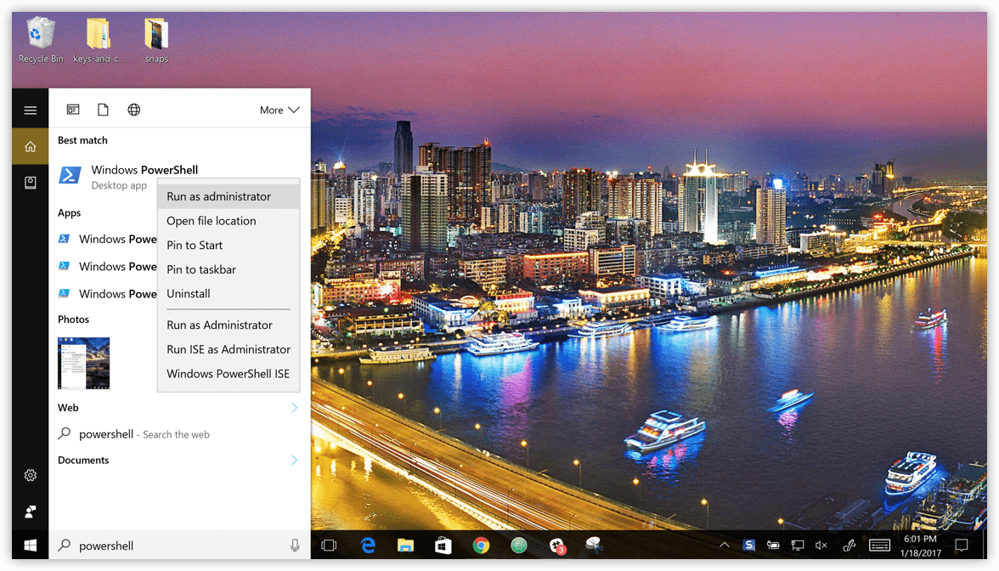 Recycle Bin
keys-and-c...
snaps
More
Best match
Windows PowerShell
Desktop app
Run as administrator
Apps
Open file location
Windows Powe
Pin to Start
Windows Powe
Pin to taskbar
Windows Powe
Uninstall
Photos
Run as Administrator
Run ISE as Administrator
Windows PowerShell ISE
Web
powershell - Search the web
Documents
powershell
3
S
6:01 PM
1/18/2017